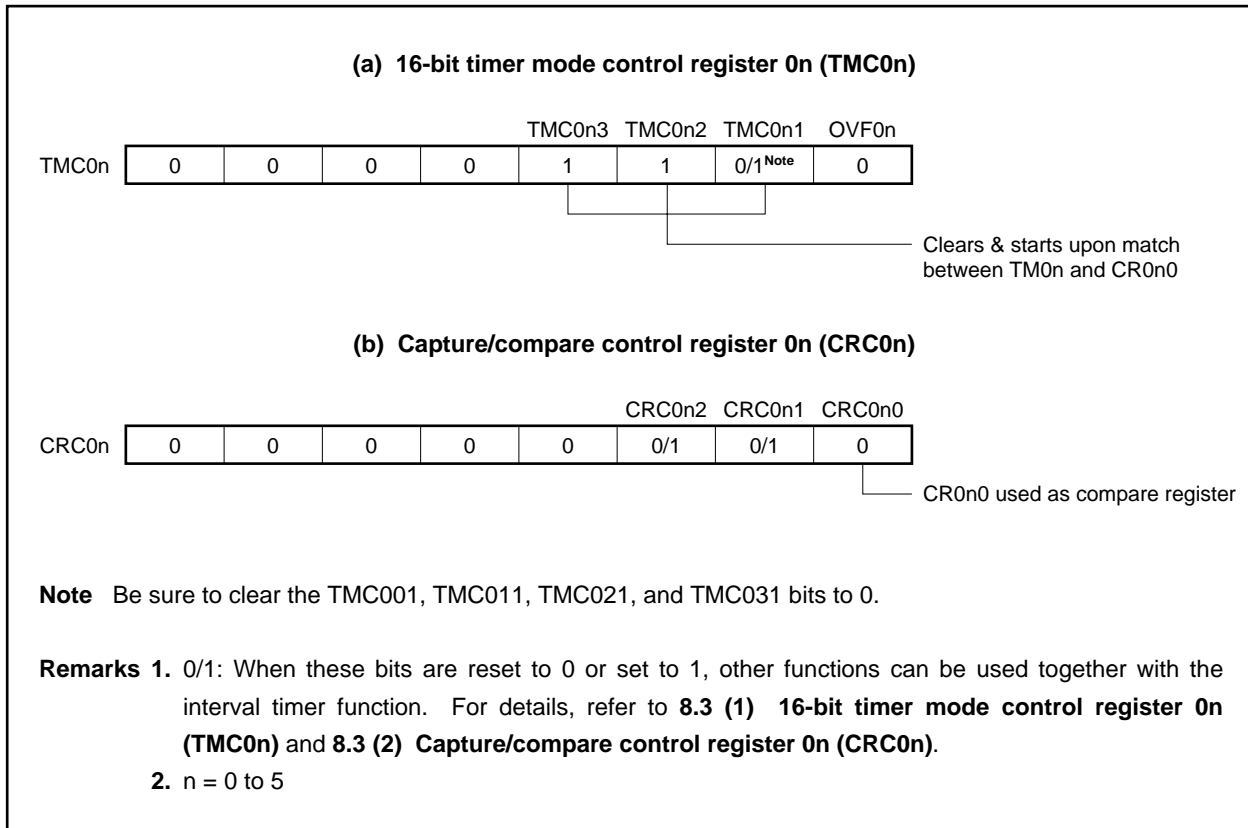 (a) 16-bit timer mode control register 0n (TMC0n)
TMC0n3 TMC0n2 TMC0n1 OVF0n
TMC0n 0 0 0 0 1 1 0/1Note 0
Clears & starts upon match
between TM0n and CR0n0
(b) Capture/compare control register 0n (CRC0n)
CRC0n2 CRC0n1 CRC0n0
CRC0n 0 0 0 0 0 0/1 0/1 0
CR0n0 used as compare register
Note Be sure to clear the TMC001, TMC011, TMC021, and TMC031 bits to 0.
Remarks 1. 0/1: When these bits are reset to 0 or set to 1, other functions can be used together with the
interval timer function. For details, refer to 8.3 (1) 16-bit timer mode control register 0n
(TMC0n) and 8.3 (2) Capture/compare control register 0n (CRC0n).
2. n = 0 to 5